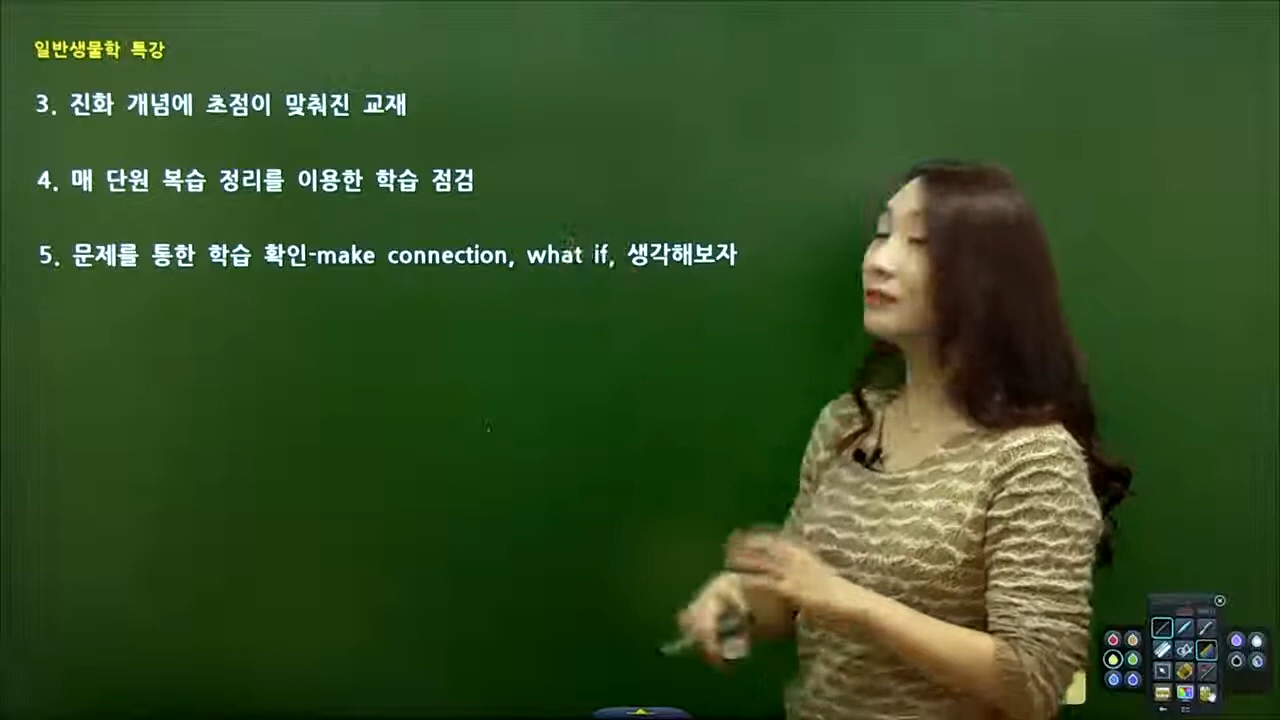 일반생물학 특강
3. 진화 개념에 초점이 맞춰진 교재
4. 매 단원 복습 정리를 이용한 학습 점검
5. 문제를 통한 학습 확인-make connection, what if, 생각해보자